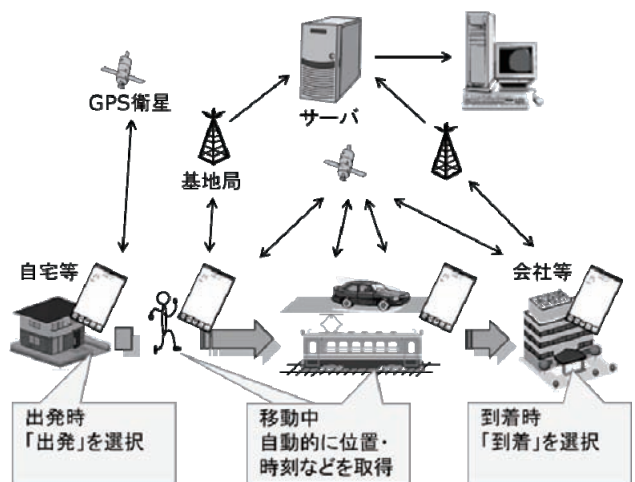 GPS衛星
サーバ
基地局
自宅等
会社等
出発時
「出発」を選択
移動中
自動的に位置・
時刻などを取得
到着時
「到着」を選択